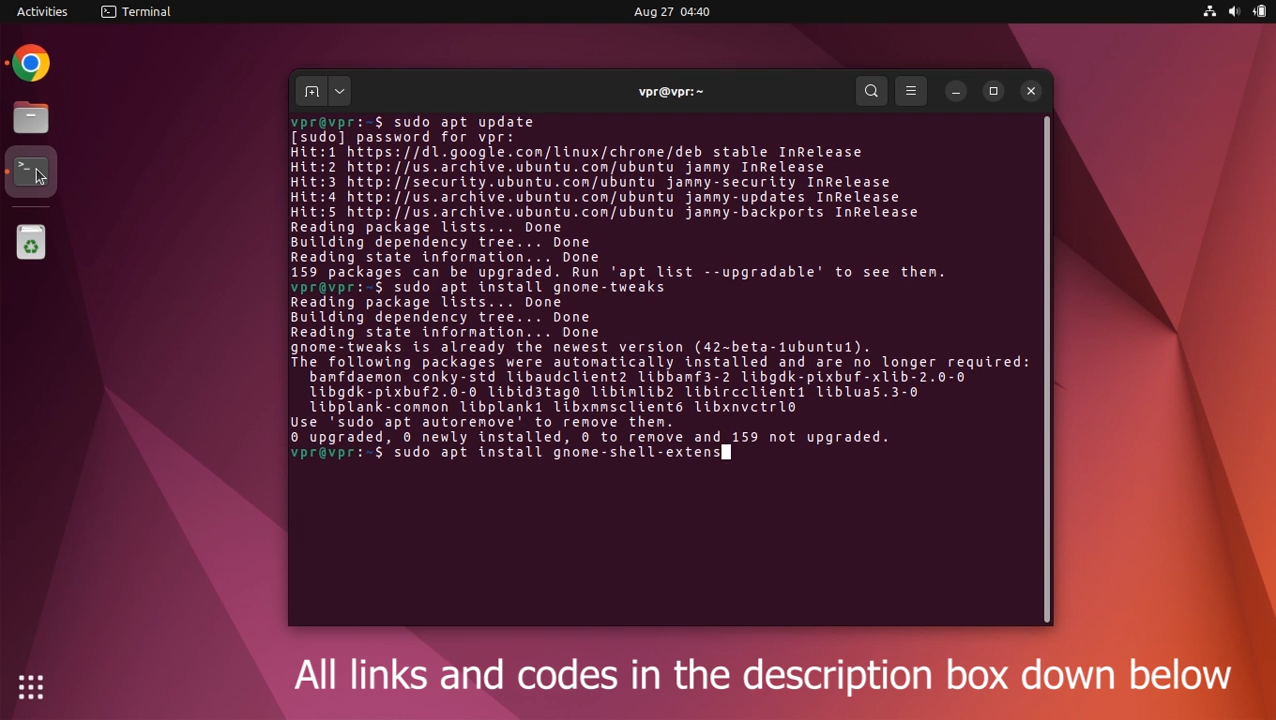 Activities
Terminal
Aug 27 04:40
vpr@vpr: ~
vpr@vpr:~$ sudo apt update
[sudo] password for vpr:
Hit:1 https://dl.google.com/linux/chrome/deb stable InRelease
Hit:2 http://us.archive.ubuntu.com/ubuntu jammy InRelease
Hit:3 http://security.ubuntu.com/ubuntu jammy-security InRelease
Hit:4 http://us.archive.ubuntu.com/ubuntu jammy-updates InRelease
Hit:5 http://us.archive.ubuntu.com/ubuntu jammy-backports InRelease
Reading package lists... Done
Building dependency tree... Done
Reading state information... Done
159 packages can be upgraded. Run 'apt list --upgradable' to see them.
vpr@vpr:~$ sudo apt install gnome-tweaks
Reading package lists... Done
Building dependency tree... Done
Reading state information... Done
gnome-tweaks is already the newest version (42~beta-1ubuntu1).
The following packages were automatically installed and are no longer required:
  bamfdaemon conky-std libaudclient2 libbamf3-2 libgdk-pixbuf-xlib-2.0-0
  libgdk-pixbuf2.0-0 libid3tag0 libimlib2 libircclient1 liblua5.3-0
  libplank-common libplank1 libxmmsclient6 libxnvctrl0
Use 'sudo apt autoremove' to remove them.
0 upgraded, 0 newly installed, 0 to remove and 159 not upgraded.
vpr@vpr:~$ sudo apt install gnome-shell-extens
All links and codes in the description box down below